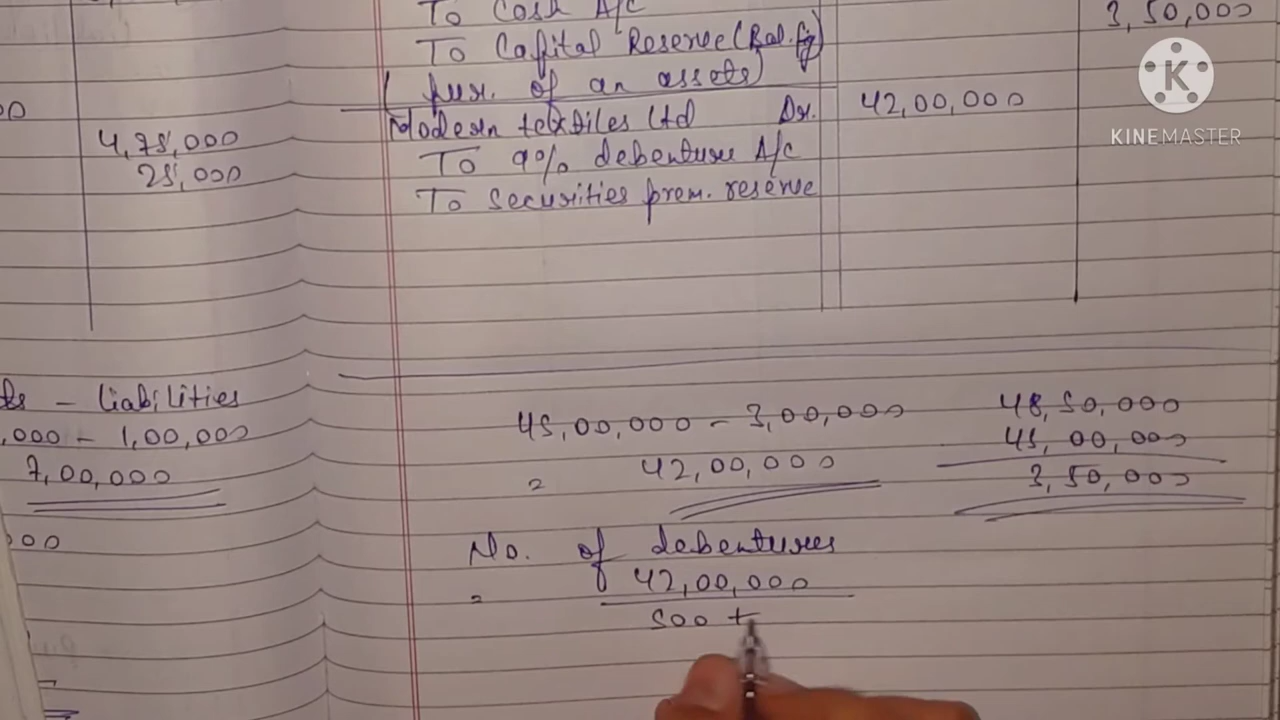 To Cash A/c
3,50,000
To Capital Reserve (Bal. fig)
( pur. of an assets)
Modern textiles Ltd Dr. 42,00,000
To 9% debenture A/c
To Securities prem. reserve
00
4,75,000
25,000
K
KINEMASTER
ts - liabilities
,000 - 1,00,000
7,00,000
000
45,00,000 - 3,00,000
= 42,00,000
48,50,000
45,00,000
3,50,000
No. of debentures
= 42,00,000
500 +